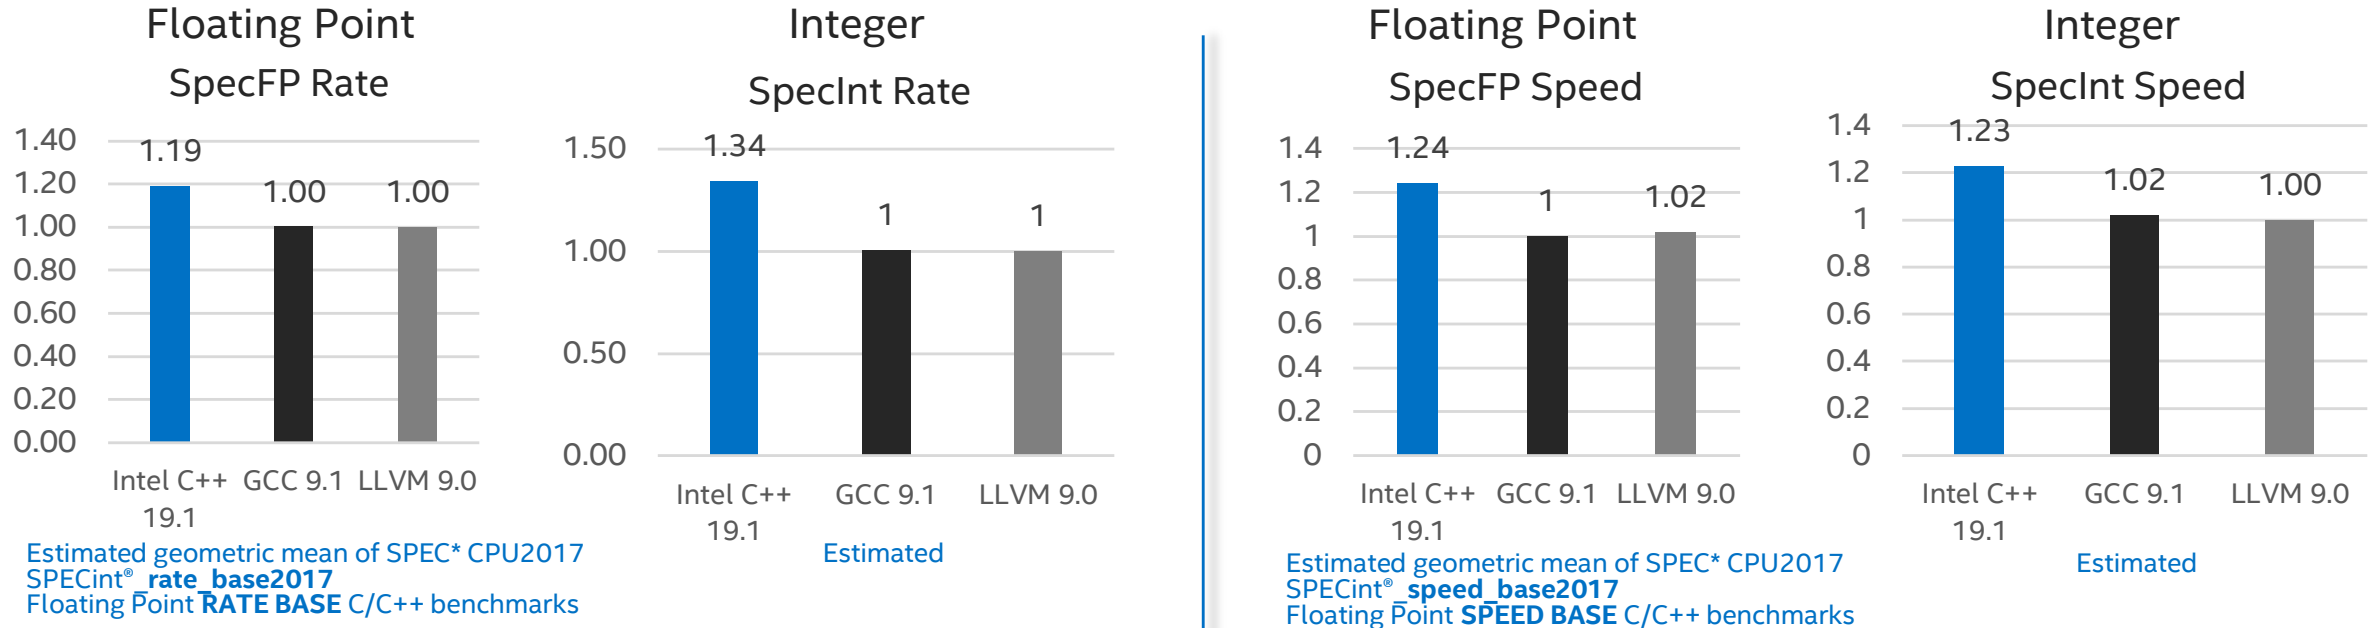 Floating Point
SpecFP Rate
1.40
1.20
1.00
0.80
0.60
0.40
0.20
0.00
1.19
1.00
1.00
Intel C++
19.1
GCC 9.1
LLVM 9.0
Estimated geometric mean of SPEC* CPU2017
SPECint®_rate_base2017
Floating Point RATE BASE C/C++ benchmarks
Integer
SpecInt Rate
1.50
1.00
0.50
0.00
1.34
1
1
Intel C++
19.1
GCC 9.1
LLVM 9.0
Estimated
Floating Point
SpecFP Speed
1.4
1.2
1
0.8
0.6
0.4
0.2
0
1.24
1
1.02
Intel C++
19.1
GCC 9.1
LLVM 9.0
Estimated geometric mean of SPEC* CPU2017
SPECint®_speed_base2017
Floating Point SPEED BASE C/C++ benchmarks
Integer
SpecInt Speed
1.4
1.2
1
0.8
0.6
0.4
0.2
0
1.23
1.02
1.00
Intel C++
19.1
GCC 9.1
LLVM 9.0
Estimated